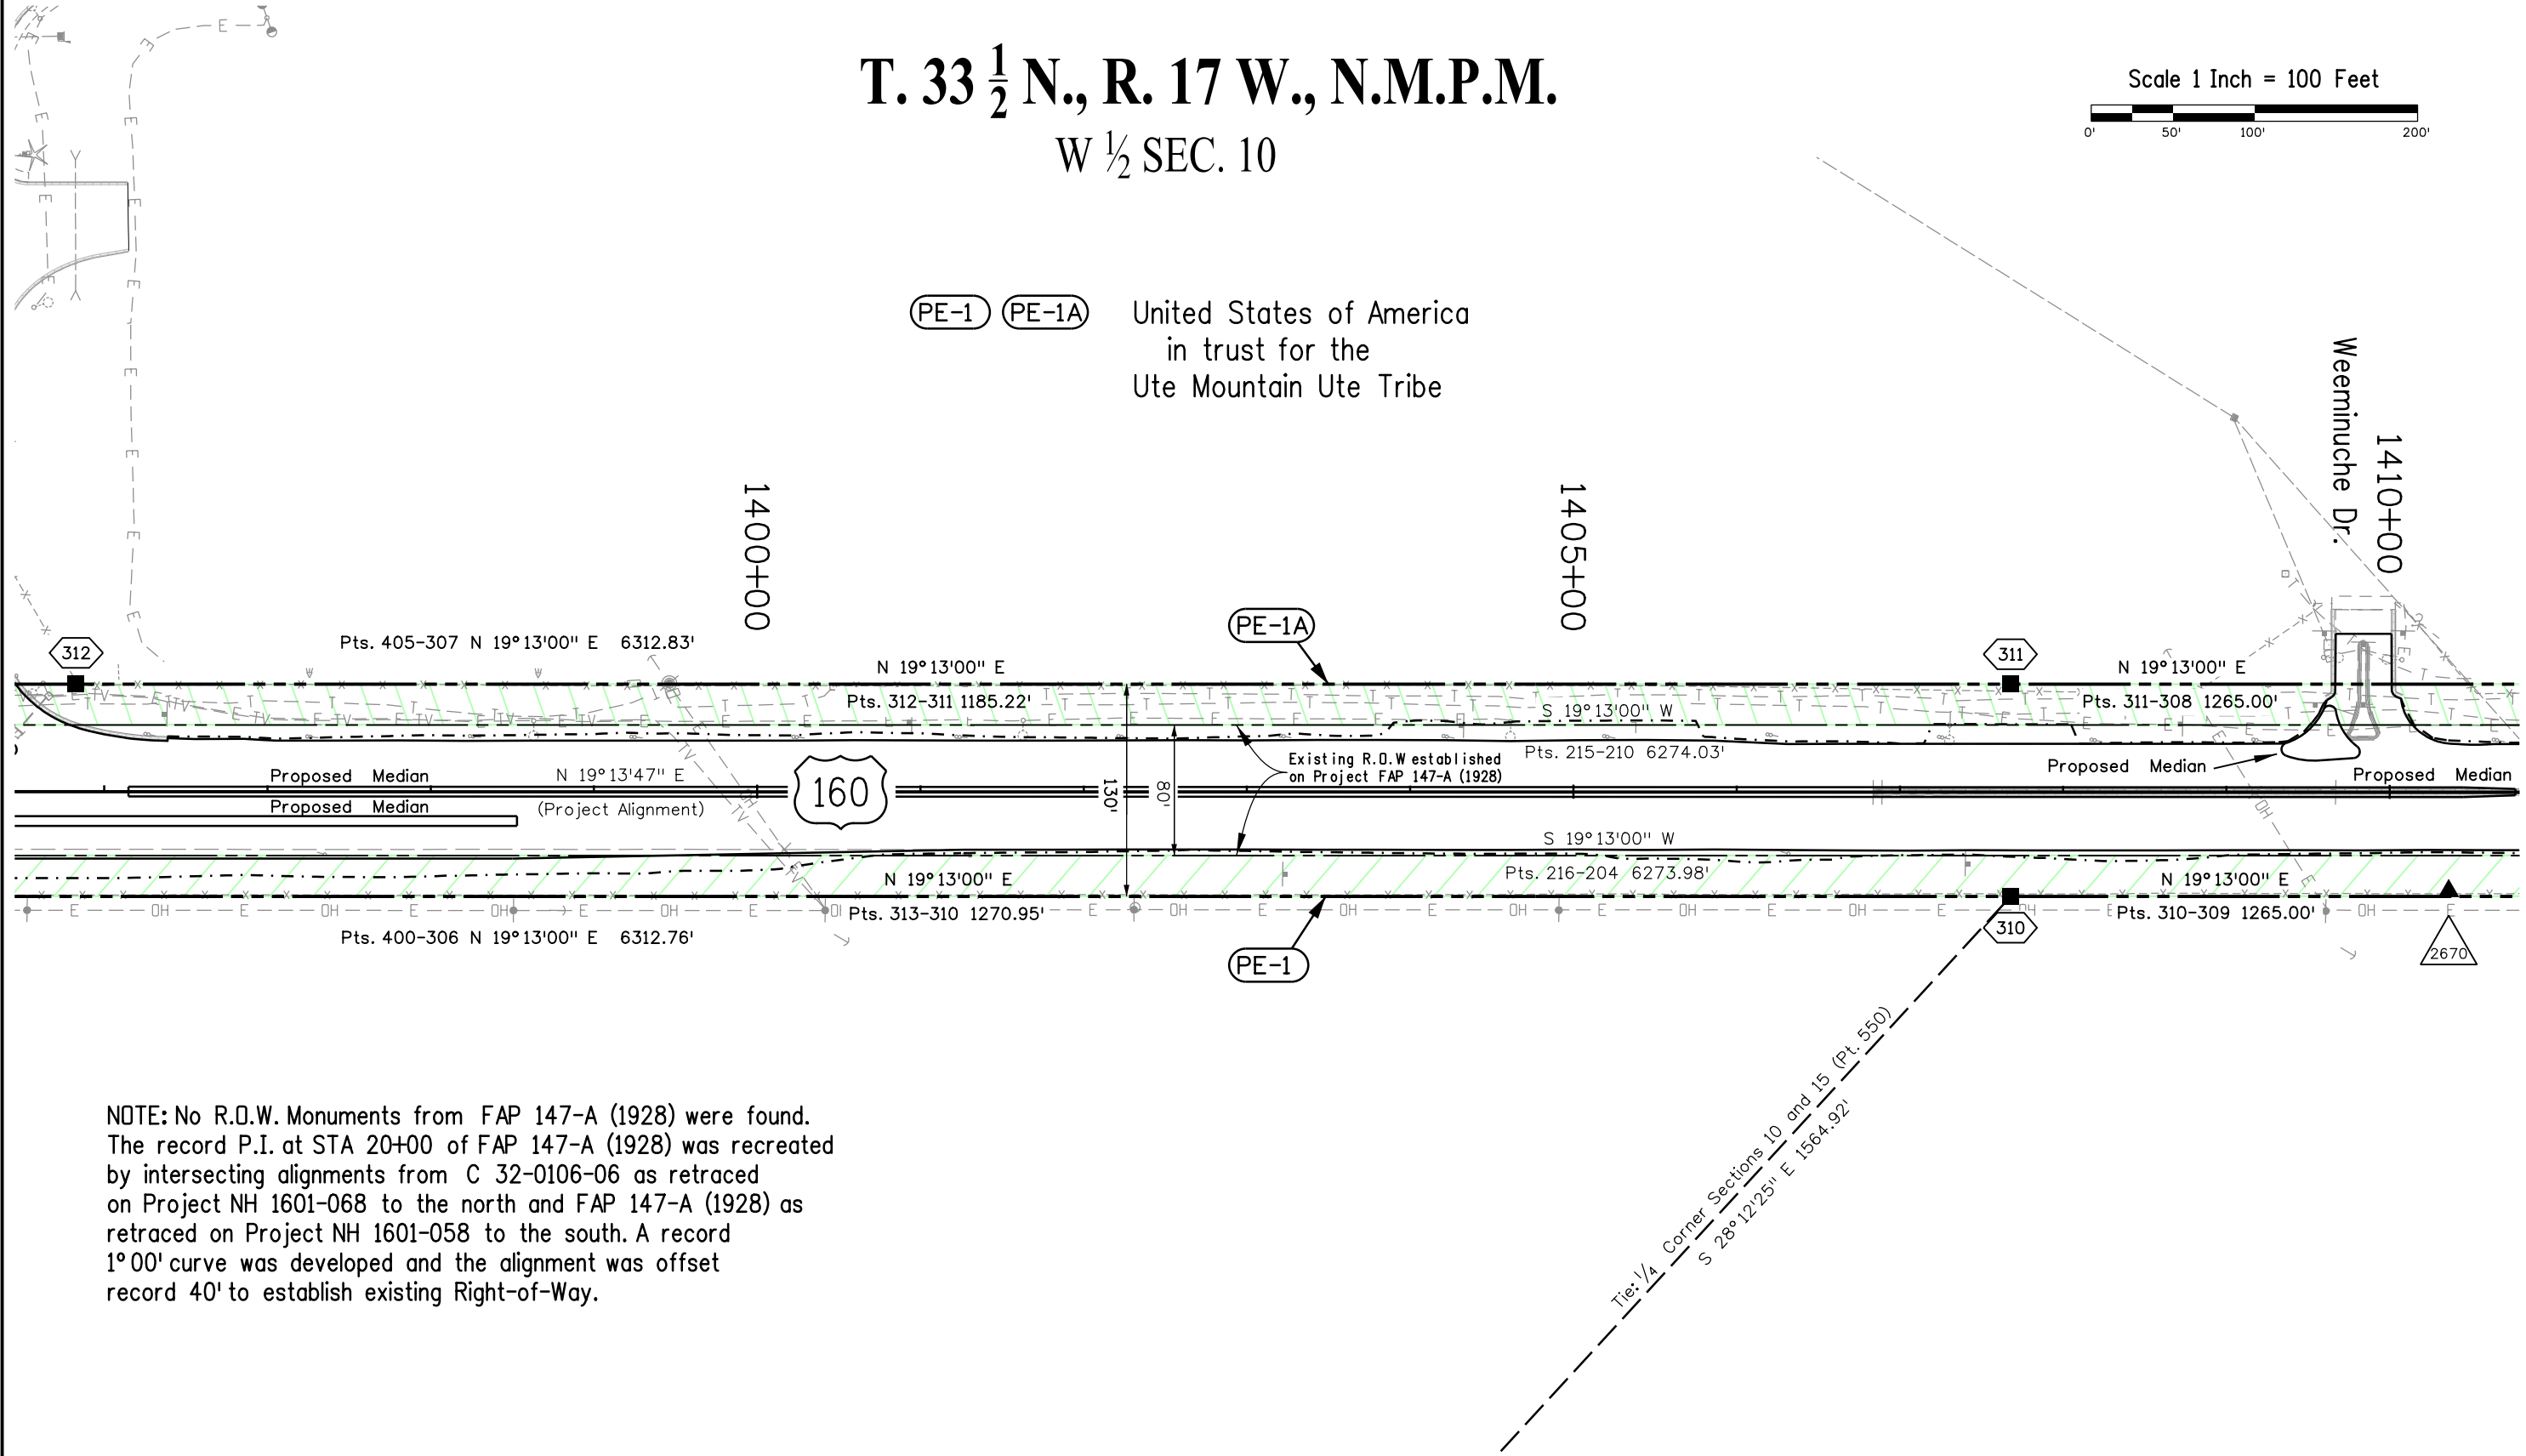 T. 33 1/2 N., R. 17 W., N.M.P.M.
W 1/2 SEC. 10
Scale 1 Inch = 100 Feet
0' 50' 100' 200'
PE-1 PE-1A United States of America
in trust for the
Ute Mountain Ute Tribe
1400+00
1405+00
Weeminuche Dr.
1410+00
312
Pts. 405-307 N 19°13'00" E 6312.83'
N 19°13'00" E
Pts. 312-311 1185.22'
PE-1A
311
N 19°13'00" E
Pts. 311-308 1265.00'
S 19°13'00" W
Pts. 215-210 6274.03'
Existing R.O.W established
on Project FAP 147-A (1928)
Proposed Median
N 19°13'47" E
(Project Alignment)
Proposed Median
160
130'
80'
Proposed Median
Proposed Median
S 19°13'00" W
Pts. 216-204 6273.98'
N 19°13'00" E
Pts. 313-310 1270.95'
Pts. 400-306 N 19°13'00" E 6312.76'
PE-1
310
N 19°13'00" E
Pts. 310-309 1265.00'
2670
Tie: 1/4 Corner Sections 10 and 15 (Pt. 550)
S 28°12'25" E 1564.92'
NOTE: No R.O.W. Monuments from FAP 147-A (1928) were found.
The record P.I. at STA 20+00 of FAP 147-A (1928) was recreated
by intersecting alignments from C 32-0106-06 as retraced
on Project NH 1601-068 to the north and FAP 147-A (1928) as
retraced on Project NH 1601-058 to the south. A record
1°00' curve was developed and the alignment was offset
record 40' to establish existing Right-of-Way.